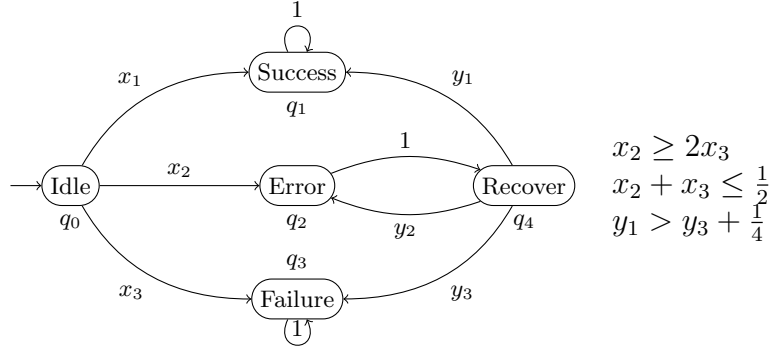 1
x₁
Success
y₁
q₁
Idle
q₀
x₂
Error
q₂
1
y₂
Recover
q₄
x₃
q₃
Failure
1
y₃
x₂ ≥ 2x₃
x₂ + x₃ ≤ 1/2
y₁ > y₃ + 1/4